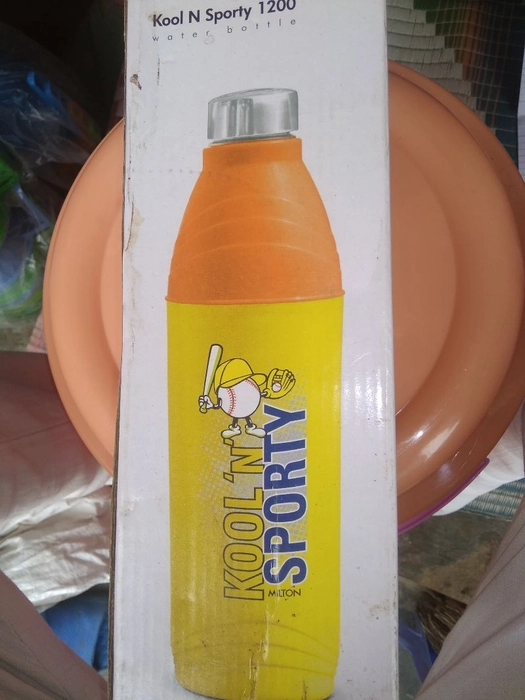 Kool N Sporty 1200
water bottle
KOOL 'N'
SPORTY
MILTON